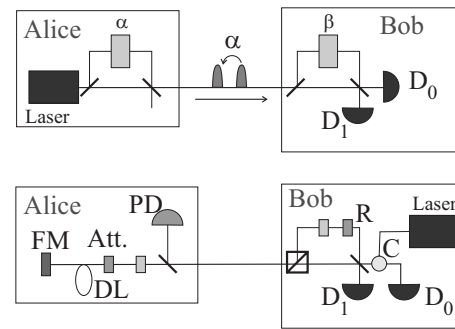 Alice
α
Laser
α
Bob
β
D0
D1
Alice
PD
FM
Att.
DL
Bob
R
Laser
C
D1
D0